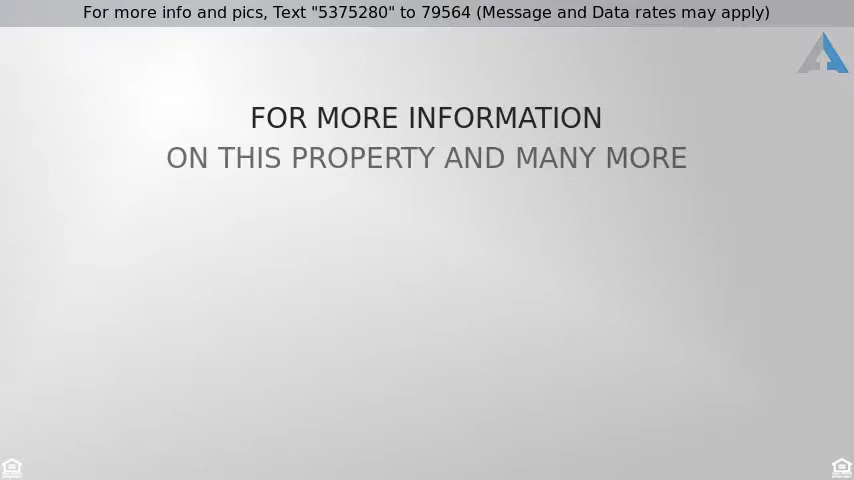 For more info and pics, Text "5375280" to 79564 (Message and Data rates may apply)
FOR MORE INFORMATION
ON THIS PROPERTY AND MANY MORE